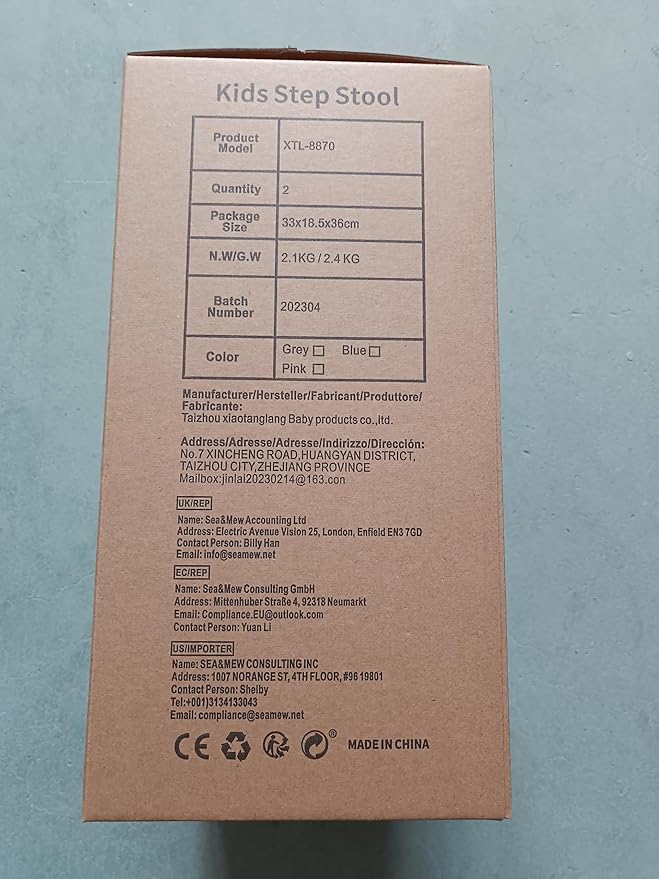 Kids Step Stool
Product Model XTL-8870
Quantity 2
Package Size 33x18.5x36cm
N.W/G.W 2.1KG / 2.4 KG
Batch Number 202304
Color Grey □ Blue □
Pink □
Manufacturer/Hersteller/Fabricant/Produttore/
Fabricante:
Taizhou xiaotanglang Baby products co.,ltd.
Address/Adresse/Adresse/Indirizzo/Dirección:
No.7 XINCHENG ROAD,HUANGYAN DISTRICT,
TAIZHOU CITY,ZHEJIANG PROVINCE
Mailbox:jinlal20230214@163.con
UK/REP
Name: Sea&Mew Accounting Ltd
Address: Electric Avenue Vision 25, London, Enfield EN3 7GD
Contact Person: Billy Han
Email: info@seamew.net
EC/REP
Name: Sea&Mew Consulting GmbH
Address: Mittenhuber Straße 4, 92318 Neumarkt
Email: Compliance.EU@outlook.com
Contact Person: Yuan Li
US/IMPORTER
Name: SEA&MEW CONSULTING INC
Address: 1007 NORANGE ST, 4TH FLOOR, #96 19801
Contact Person: Shelby
Tel:+001)3134133043
Email: compliance@seamew.net
CE ® MADE IN CHINA